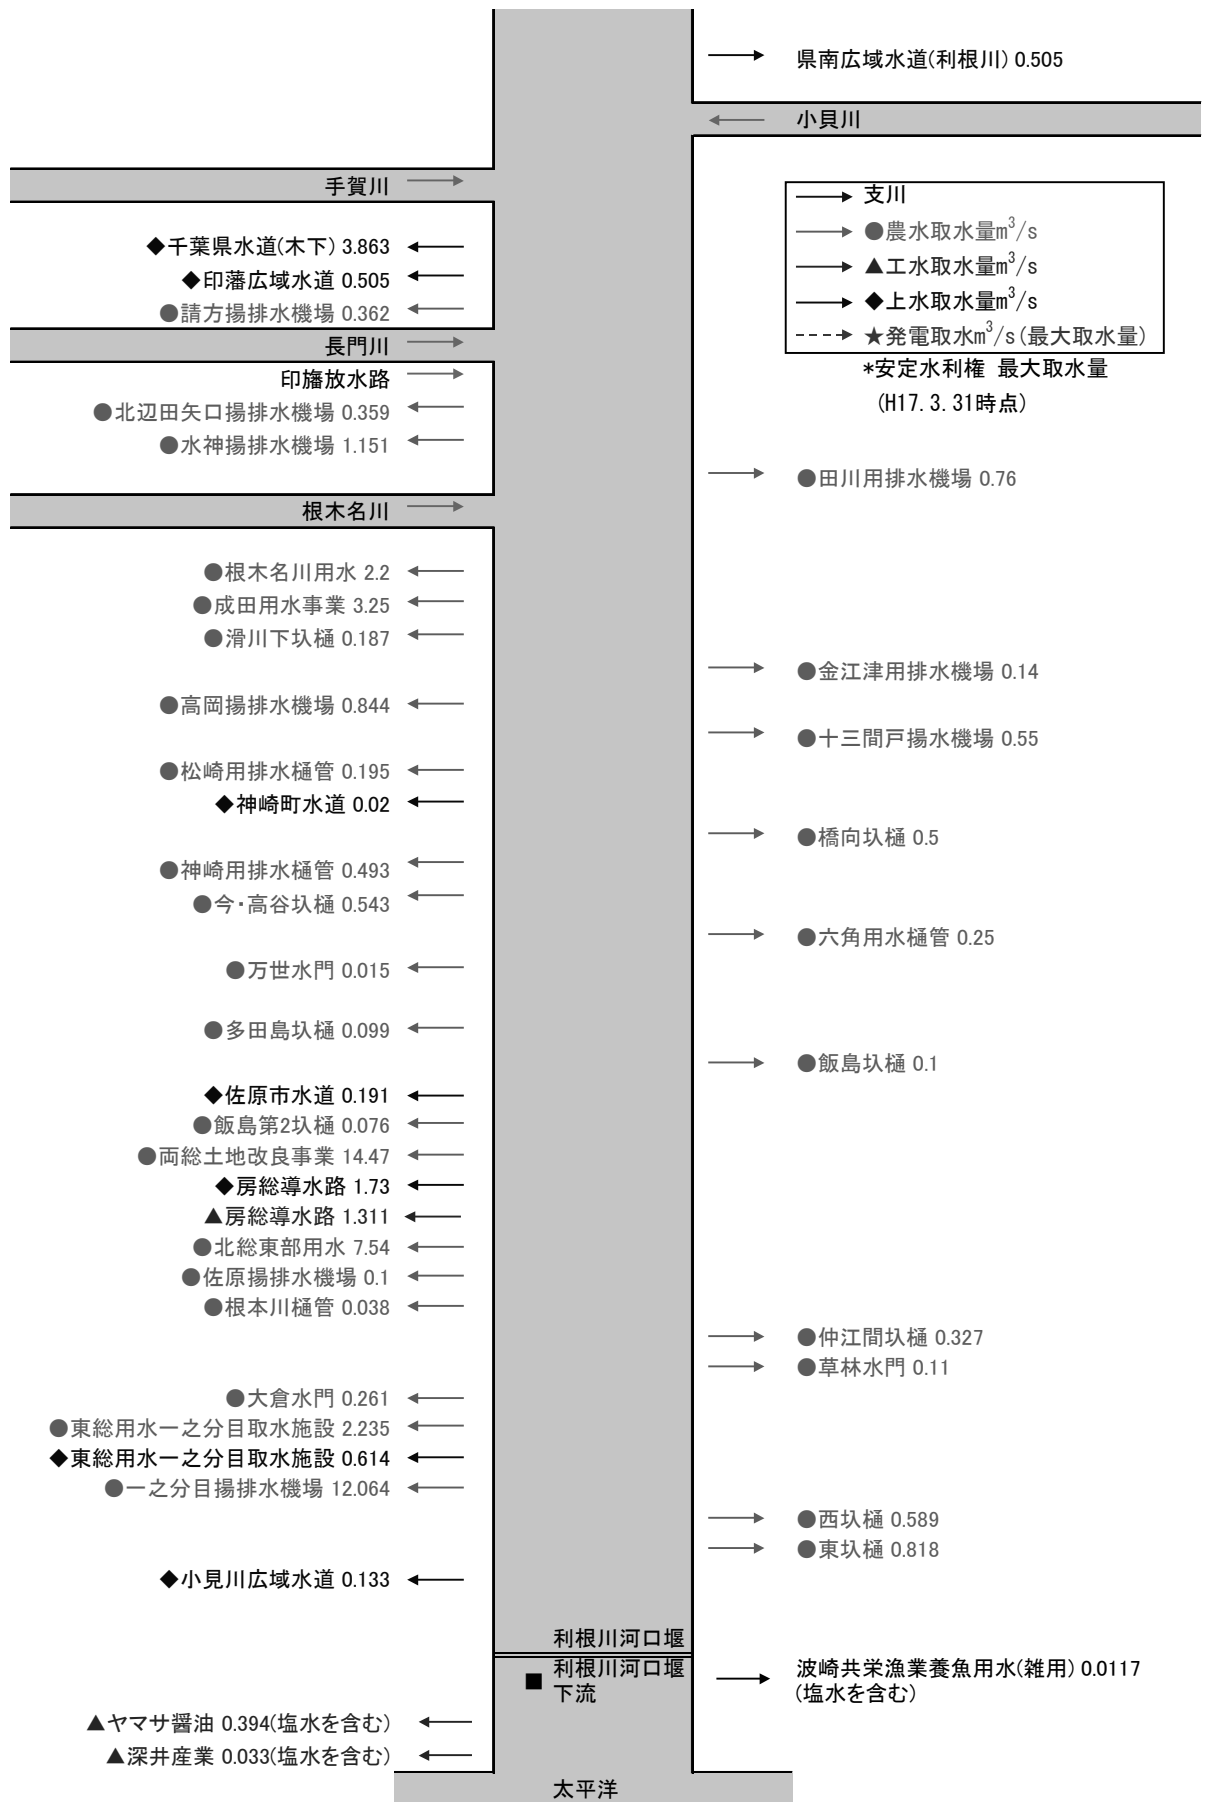 県南広域水道(利根川) 0.505
小貝川
手賀川
支川
●農水取水量m³/s
▲工水取水量m³/s
◆上水取水量m³/s
★発電取水m³/s(最大取水量)
*安定水利権 最大取水量
(H17.3.31時点)
◆千葉県水道(木下) 3.863
◆印藩広域水道 0.505
●請方揚排水機場 0.362
長門川
印旛放水路
●北辺田矢口揚排水機場 0.359
●水神揚排水機場 1.151
●田川用排水機場 0.76
根木名川
●根木名川用水 2.2
●成田用水事業 3.25
●滑川下圦樋 0.187
●金江津用排水機場 0.14
●高岡揚排水機場 0.844
●十三間戸揚水機場 0.55
●松崎用排水樋管 0.195
◆神崎町水道 0.02
●橋向圦樋 0.5
●神崎用排水樋管 0.493
●今・高谷圦樋 0.543
●六角用水樋管 0.25
●万世水門 0.015
●多田島圦樋 0.099
●飯島圦樋 0.1
◆佐原市水道 0.191
●飯島第2圦樋 0.076
●両総土地改良事業 14.47
◆房総導水路 1.73
▲房総導水路 1.311
●北総東部用水 7.54
●佐原揚排水機場 0.1
●根本川樋管 0.038
●仲江間圦樋 0.327
●草林水門 0.11
●大倉水門 0.261
●東総用水一之分目取水施設 2.235
◆東総用水一之分目取水施設 0.614
●一之分目揚排水機場 12.064
●西圦樋 0.589
●東圦樋 0.818
◆小見川広域水道 0.133
利根川河口堰
■ 利根川河口堰
下流
波崎共栄漁業養魚用水(雑用) 0.0117
(塩水を含む)
▲ヤマサ醤油 0.394(塩水を含む)
▲深井産業 0.033(塩水を含む)
太平洋